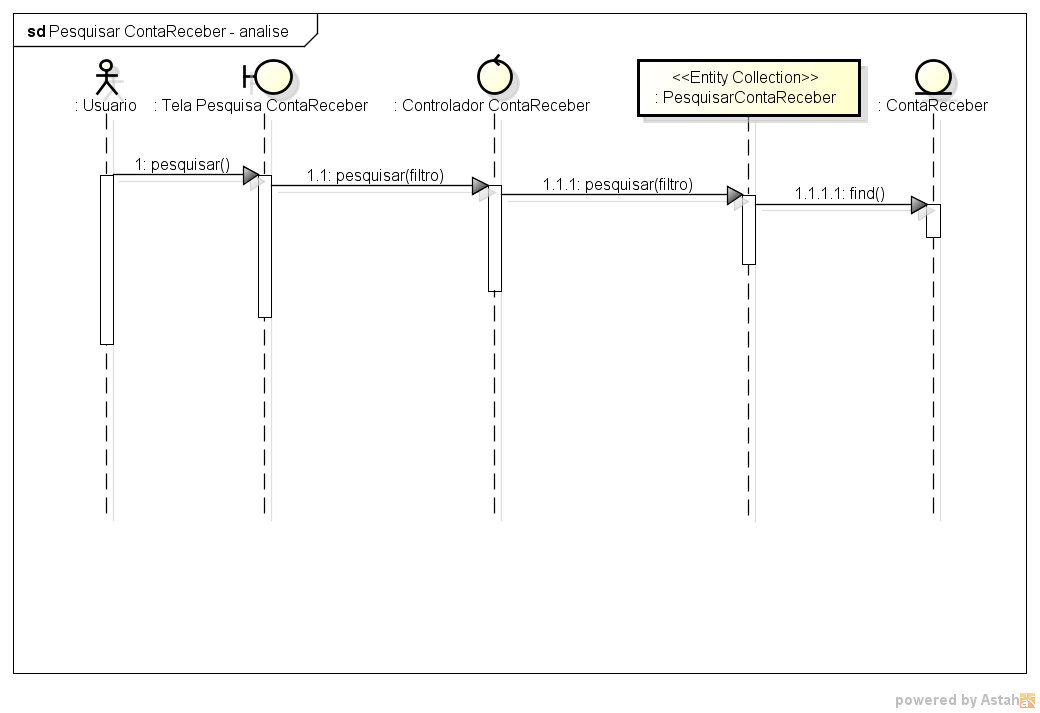 sd Pesquisar ContaReceber - analise
: Usuario
: Tela Pesquisa ContaReceber
: Controlador ContaReceber
<<Entity Collection>>
: PesquisarContaReceber
: ContaReceber
1: pesquisar()
1.1: pesquisar(filtro)
1.1.1: pesquisar(filtro)
1.1.1.1: find()
powered by Astah